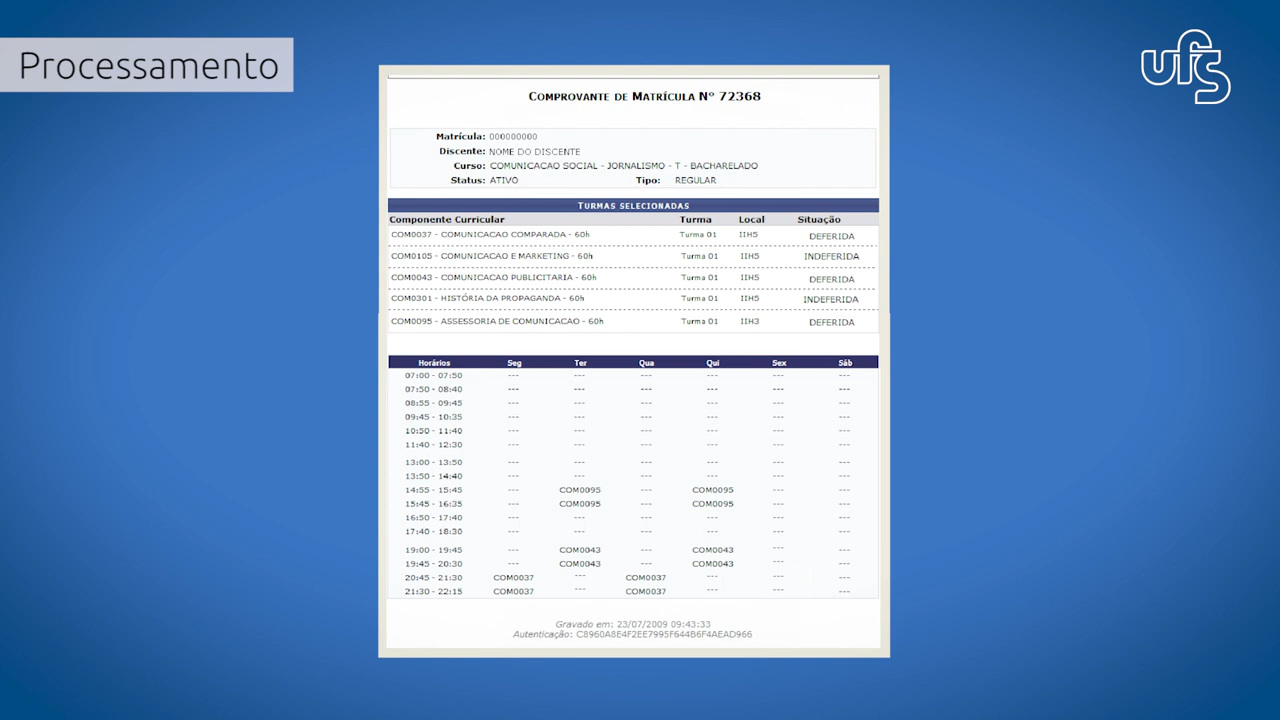 Processamento
ufs
COMPROVANTE DE MATRÍCULA Nº 72368
Matrícula: 000000000
Discente: NOME DO DISCENTE
Curso: COMUNICACAO SOCIAL - JORNALISMO - T - BACHARELADO
Status: ATIVO Tipo: REGULAR
TURMAS SELECIONADAS
Componente Curricular Turma Local Situação
COM0037 - COMUNICACAO COMPARADA - 60h Turma 01 IIH5 DEFERIDA
COM0105 - COMUNICACAO E MARKETING - 60h Turma 01 IIH5 INDEFERIDA
COM0043 - COMUNICACAO PUBLICITARIA - 60h Turma 01 IIH5 DEFERIDA
COM0301 - HISTÓRIA DA PROPAGANDA - 60h Turma 01 IIH5 INDEFERIDA
COM0095 - ASSESSORIA DE COMUNICACAO - 60h Turma 01 IIH3 DEFERIDA
Horários Seg Ter Qua Qui Sex Sáb
07:00 - 07:50 --- --- --- --- --- ---
07:50 - 08:40 --- --- --- --- --- ---
08:55 - 09:45 --- --- --- --- --- ---
09:45 - 10:35 --- --- --- --- --- ---
10:50 - 11:40 --- --- --- --- --- ---
11:40 - 12:30 --- --- --- --- --- ---
13:00 - 13:50 --- --- --- --- --- ---
13:50 - 14:40 --- --- --- --- --- ---
14:55 - 15:45 --- COM0095 --- COM0095 --- ---
15:45 - 16:35 --- COM0095 --- COM0095 --- ---
16:50 - 17:40 --- --- --- --- --- ---
17:40 - 18:30 --- --- --- --- --- ---
19:00 - 19:45 --- COM0043 --- COM0043 --- ---
19:45 - 20:30 --- COM0043 --- COM0043 --- ---
20:45 - 21:30 COM0037 --- COM0037 --- --- ---
21:30 - 22:15 COM0037 --- COM0037 --- --- ---
Gravado em: 23/07/2009 09:43:33
Autenticação: C8960A8E4F2EE7995F644B6F4AEAD966